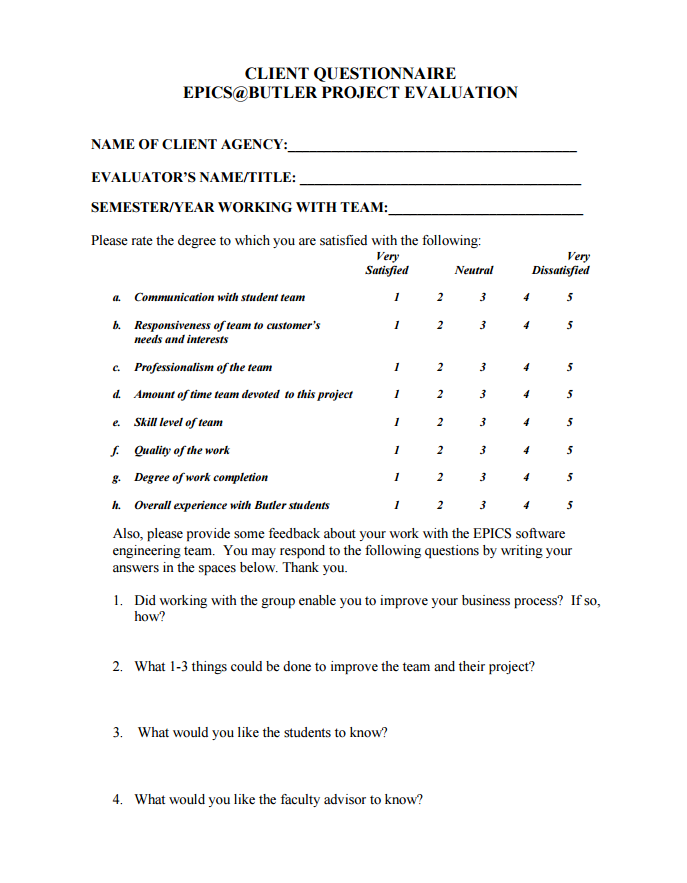 CLIENT QUESTIONNAIRE
EPICS@BUTLER PROJECT EVALUATION
NAME OF CLIENT AGENCY:_______________________________________
EVALUATOR’S NAME/TITLE: ______________________________________
SEMESTER/YEAR WORKING WITH TEAM:__________________________
Please rate the degree to which you are satisfied with the following:
Very Very
Satisfied Neutral Dissatisfied
a. Communication with student team 1 2 3 4 5
b. Responsiveness of team to customer’s 1 2 3 4 5
needs and interests
c. Professionalism of the team 1 2 3 4 5
d. Amount of time team devoted to this project 1 2 3 4 5
e. Skill level of team 1 2 3 4 5
f. Quality of the work 1 2 3 4 5
g. Degree of work completion 1 2 3 4 5
h. Overall experience with Butler students 1 2 3 4 5
Also, please provide some feedback about your work with the EPICS software
engineering team. You may respond to the following questions by writing your
answers in the spaces below. Thank you.
1. Did working with the group enable you to improve your business process? If so,
how?
2. What 1-3 things could be done to improve the team and their project?
3. What would you like the students to know?
4. What would you like the faculty advisor to know?